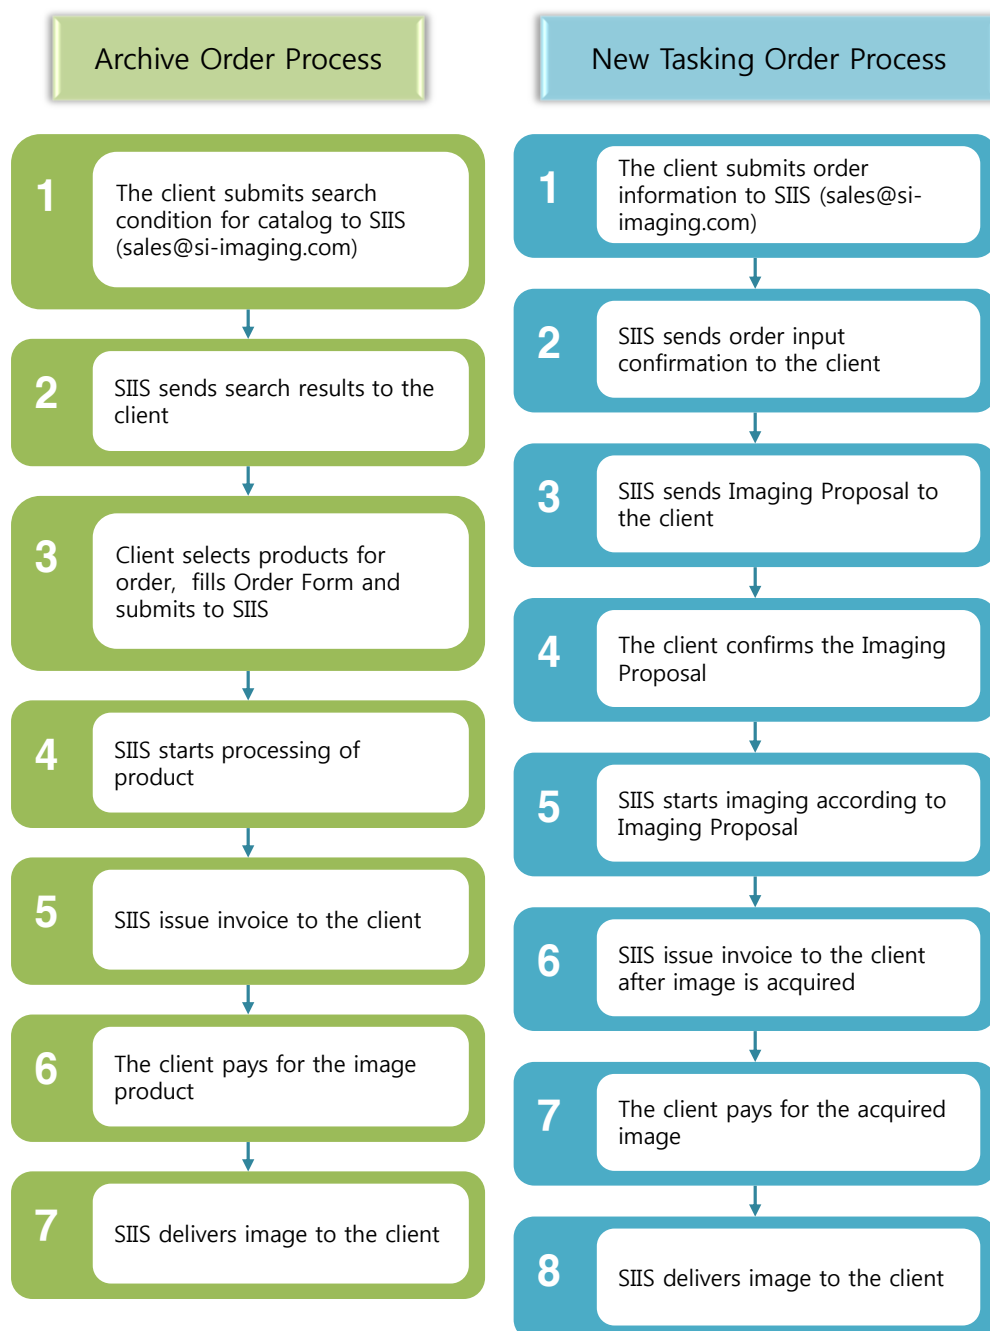 Archive Order Process
1
The client submits search
condition for catalog to SIIS
(sales@si-imaging.com)
2
SIIS sends search results to the
client
3
Client selects products for
order, fills Order Form and
submits to SIIS
4
SIIS starts processing of
product
5
SIIS issue invoice to the client
6
The client pays for the image
product
7
SIIS delivers image to the client
New Tasking Order Process
1
The client submits order
information to SIIS (sales@si-
imaging.com)
2
SIIS sends order input
confirmation to the client
3
SIIS sends Imaging Proposal to
the client
4
The client confirms the Imaging
Proposal
5
SIIS starts imaging according to
Imaging Proposal
6
SIIS issue invoice to the client
after image is acquired
7
The client pays for the acquired
image
8
SIIS delivers image to the client